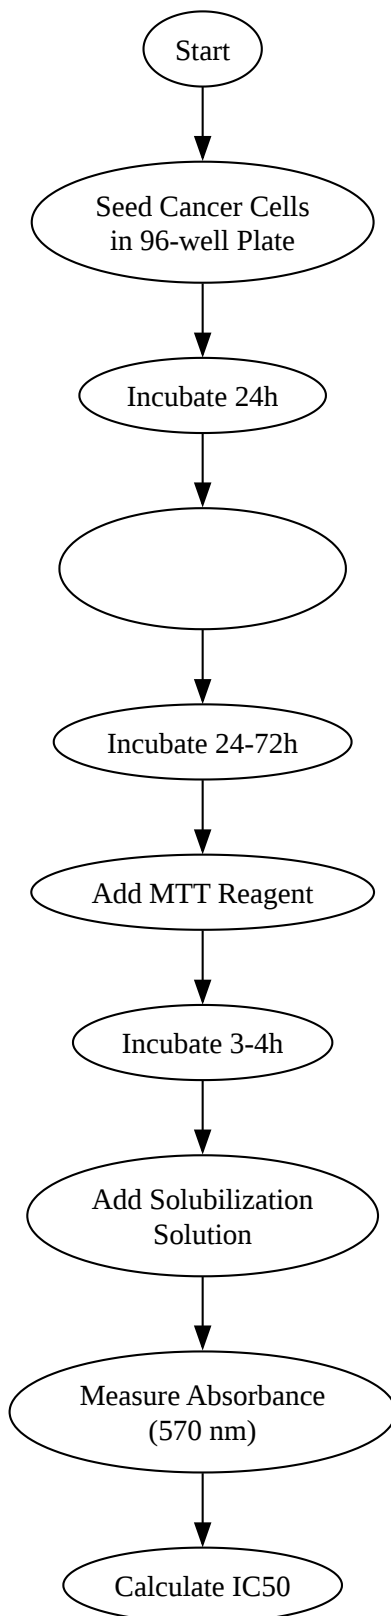 Start
Seed Cancer Cells
in 96-well Plate
Incubate 24h
Incubate 24-72h
Add MTT Reagent
Incubate 3-4h
Add Solubilization
Solution
Measure Absorbance
(570 nm)
Calculate IC50